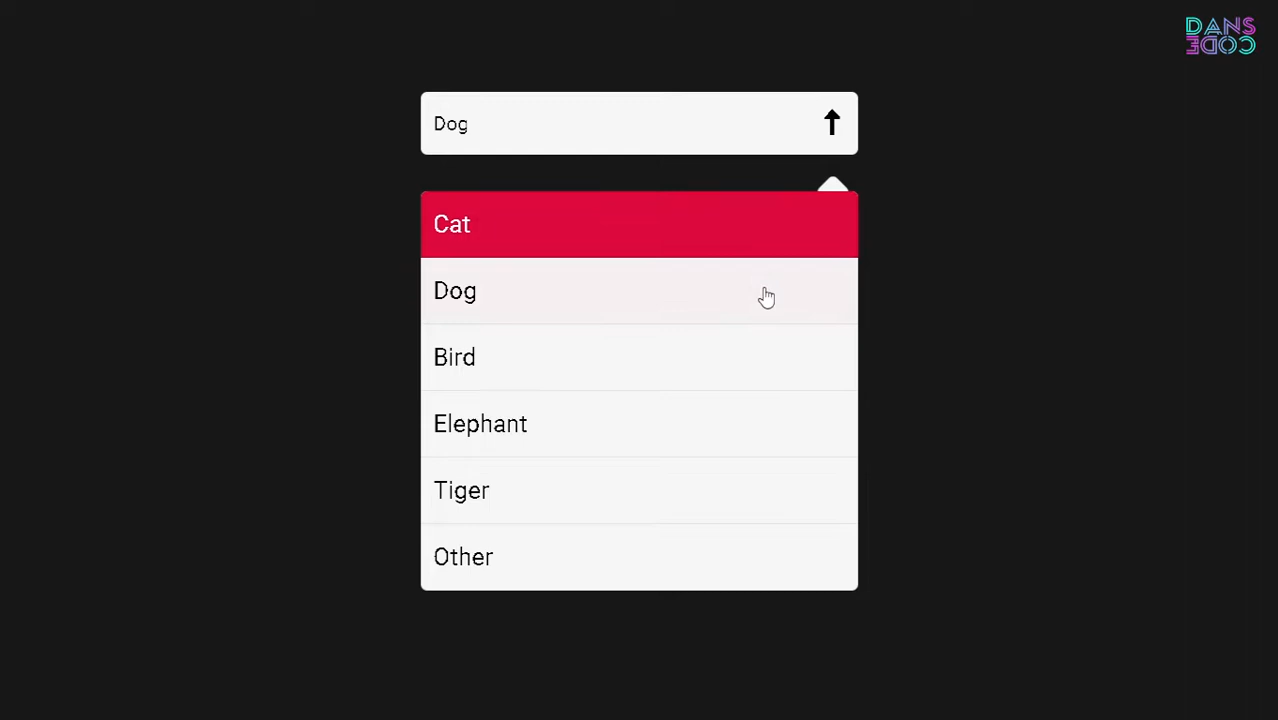 DANS
CODE
Dog
Cat
Dog
Bird
Elephant
Tiger
Other